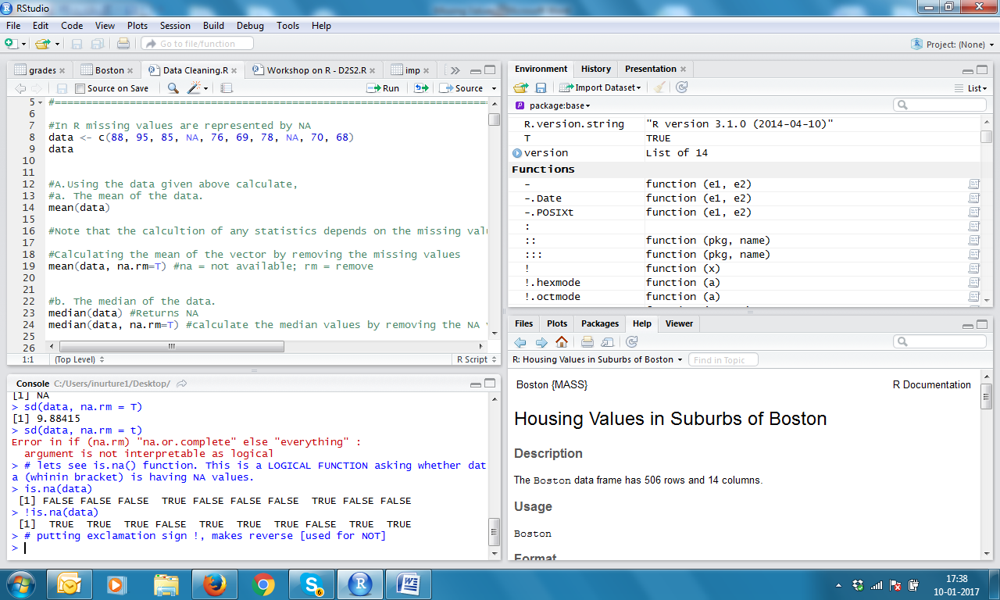 RStudio
File Edit Code View Plots Session Build Debug Tools Help
Go to file/function
Project: (None)
grades
Boston
Data Cleaning.R
Workshop on R - D2S2.R
imp
Source on Save
Run
Source
5 #======================================================================
6
7 #In R missing values are represented by NA
8 data <- c(88, 95, 85, NA, 76, 69, 78, NA, 70, 68)
9 data
10
11
12 #A.Using the data given above calculate,
13 #a. The mean of the data.
14 mean(data)
15
16 #Note that the calcultion of any statistics depends on the missing
17
18 #Calculating the mean of the vector by removing the missing values
19 mean(data, na.rm=T) #na = not available; rm = remove
20
21
22 #b. The median of the data.
23 median(data) #Returns NA
24 median(data, na.rm=T) #calculate the median values by removing the NA
25
26
1:1 (Top Level) R Script
Console C:/Users/inurture1/Desktop/
[1] NA
> sd(data, na.rm = T)
[1] 9.88415
> sd(data, na.rm = t)
Error in if (na.rm) "na.or.complete" else "everything" :
argument is not interpretable as logical
> # lets see is.na() function. This is a LOGICAL FUNCTION asking whether dat
a (whinin bracket) is having NA values.
> is.na(data)
[1] FALSE FALSE FALSE TRUE FALSE FALSE FALSE TRUE FALSE FALSE
> !is.na(data)
[1] TRUE TRUE TRUE FALSE TRUE TRUE TRUE FALSE TRUE TRUE
> # putting exclamation sign !, makes reverse [used for NOT]
>
Environment History Presentation
Import Dataset
List
package:base
R.version.string "R version 3.1.0 (2014-04-10)"
T TRUE
version List of 14
Functions
- function (e1, e2)
-.Date function (e1, e2)
-.POSIXt function (e1, e2)
:
:: function (pkg, name)
::: function (pkg, name)
! function (x)
!.hexmode function (a)
!.octmode function (a)
Files Plots Packages Help Viewer
R: Housing Values in Suburbs of Boston
Find in Topic
Boston {MASS} R Documentation
Housing Values in Suburbs of Boston
Description
The Boston data frame has 506 rows and 14 columns.
Usage
Boston
Format
17:38
10-01-2017